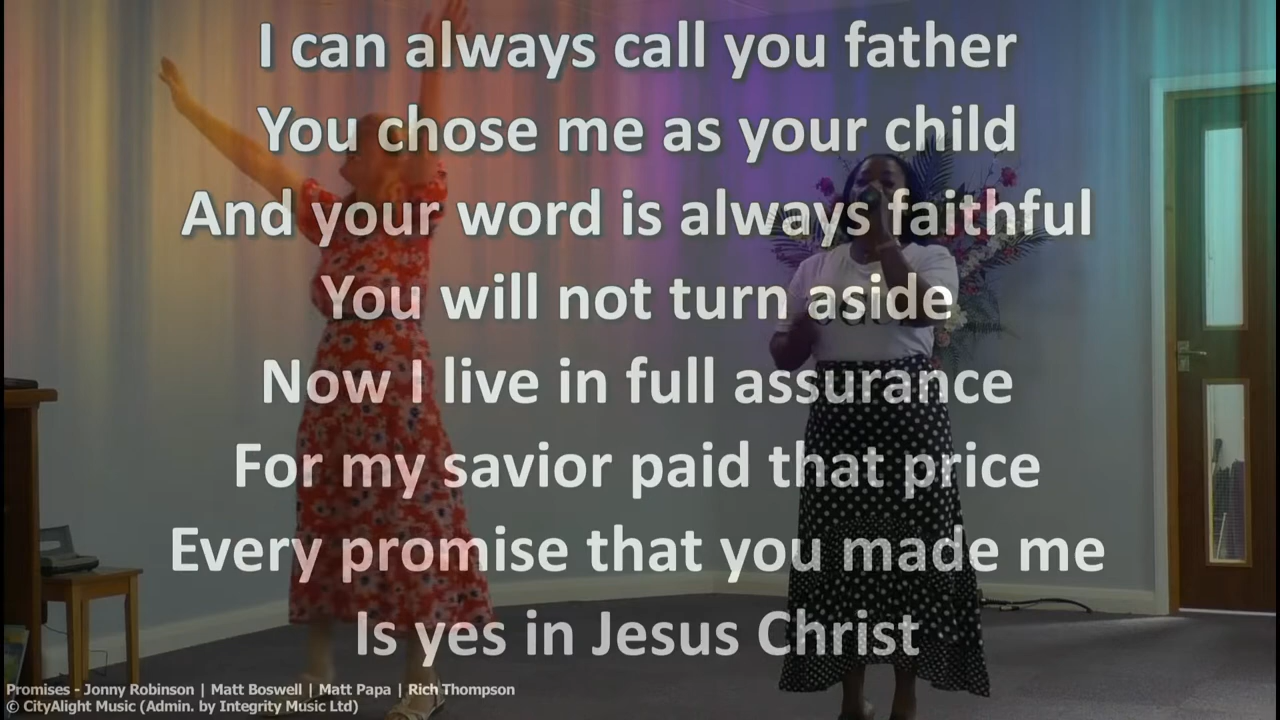 I can always call you father
You chose me as your child
And your word is always faithful
You will not turn aside
Now I live in full assurance
For my savior paid that price
Every promise that you made me
Is yes in Jesus Christ
Promises - Jonny Robinson | Matt Boswell | Matt Papa | Rich Thompson
© CityAlight Music (Admin. by Integrity Music Ltd)